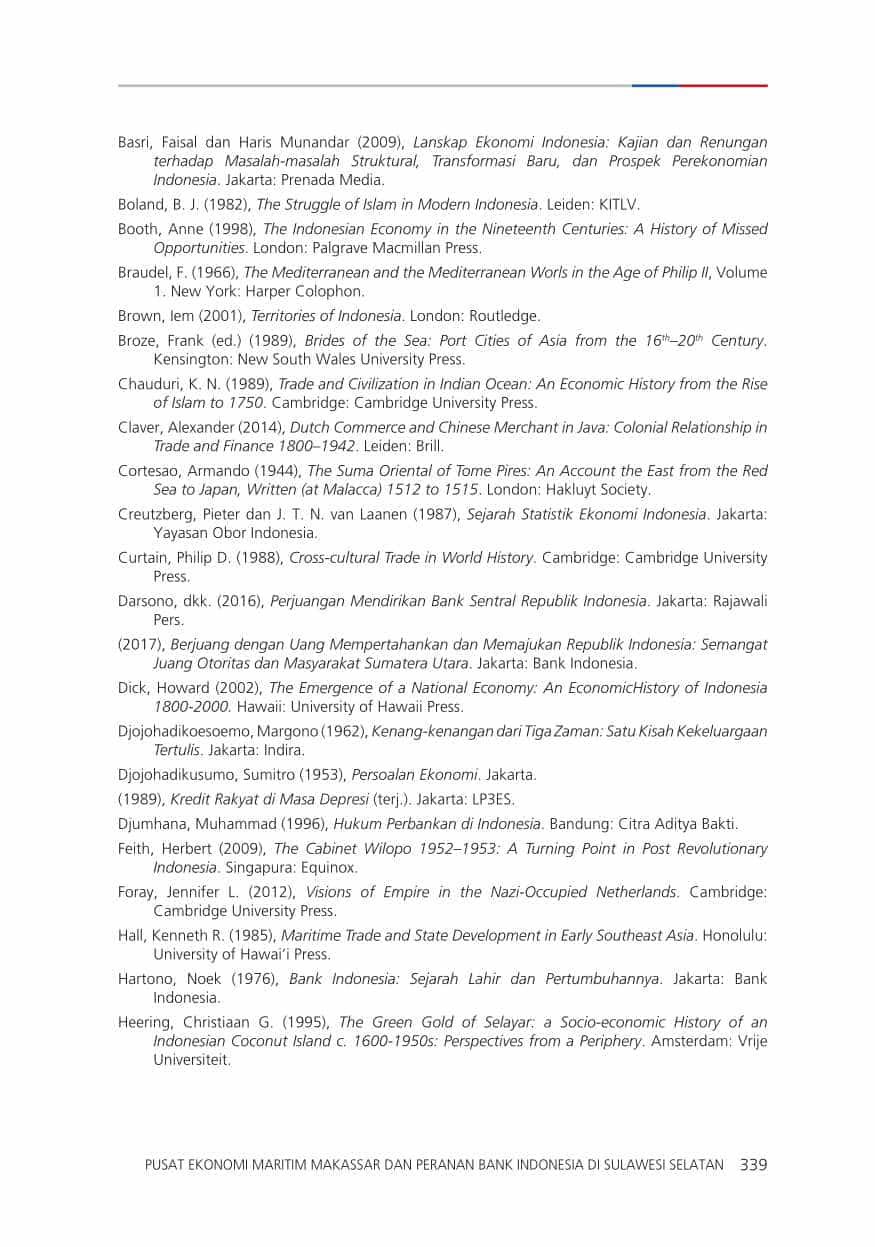 Basri, Faisal dan Haris Munandar (2009), Lanskap Ekonomi Indonesia: Kajian dan Renungan
terhadap Masalah-masalah Struktural, Transformasi Baru, dan Prospek Perekonomian
Indonesia. Jakarta: Prenada Media.
Boland, B. J. (1982), The Struggle of Islam in Modern Indonesia. Leiden: KITLV.
Booth, Anne (1998), The Indonesian Economy in the Nineteenth Centuries: A History of Missed
Opportunities. London: Palgrave Macmillan Press.
Braudel, F. (1966), The Mediterranean and the Mediterranean Worls in the Age of Philip II, Volume
1. New York: Harper Colophon.
Brown, Iem (2001), Territories of Indonesia. London: Routledge.
Broze, Frank (ed.) (1989), Brides of the Sea: Port Cities of Asia from the 16th–20th Century.
Kensington: New South Wales University Press.
Chauduri, K. N. (1989), Trade and Civilization in Indian Ocean: An Economic History from the Rise
of Islam to 1750. Cambridge: Cambridge University Press.
Claver, Alexander (2014), Dutch Commerce and Chinese Merchant in Java: Colonial Relationship in
Trade and Finance 1800–1942. Leiden: Brill.
Cortesao, Armando (1944), The Suma Oriental of Tome Pires: An Account the East from the Red
Sea to Japan, Written (at Malacca) 1512 to 1515. London: Hakluyt Society.
Creutzberg, Pieter dan J. T. N. van Laanen (1987), Sejarah Statistik Ekonomi Indonesia. Jakarta:
Yayasan Obor Indonesia.
Curtain, Philip D. (1988), Cross-cultural Trade in World History. Cambridge: Cambridge University
Press.
Darsono, dkk. (2016), Perjuangan Mendirikan Bank Sentral Republik Indonesia. Jakarta: Rajawali
Pers.
(2017), Berjuang dengan Uang Mempertahankan dan Memajukan Republik Indonesia: Semangat
Juang Otoritas dan Masyarakat Sumatera Utara. Jakarta: Bank Indonesia.
Dick, Howard (2002), The Emergence of a National Economy: An EconomicHistory of Indonesia
1800-2000. Hawaii: University of Hawaii Press.
Djojohadikoesoemo, Margono (1962), Kenang-kenangan dari Tiga Zaman: Satu Kisah Kekeluargaan
Tertulis. Jakarta: Indira.
Djojohadikusumo, Sumitro (1953), Persoalan Ekonomi. Jakarta.
(1989), Kredit Rakyat di Masa Depresi (terj.). Jakarta: LP3ES.
Djumhana, Muhammad (1996), Hukum Perbankan di Indonesia. Bandung: Citra Aditya Bakti.
Feith, Herbert (2009), The Cabinet Wilopo 1952–1953: A Turning Point in Post Revolutionary
Indonesia. Singapura: Equinox.
Foray, Jennifer L. (2012), Visions of Empire in the Nazi-Occupied Netherlands. Cambridge:
Cambridge University Press.
Hall, Kenneth R. (1985), Maritime Trade and State Development in Early Southeast Asia. Honolulu:
University of Hawai’i Press.
Hartono, Noek (1976), Bank Indonesia: Sejarah Lahir dan Pertumbuhannya. Jakarta: Bank
Indonesia.
Heering, Christiaan G. (1995), The Green Gold of Selayar: a Socio-economic History of an
Indonesian Coconut Island c. 1600-1950s: Perspectives from a Periphery. Amsterdam: Vrije
Universiteit.
PUSAT EKONOMI MARITIM MAKASSAR DAN PERANAN BANK INDONESIA DI SULAWESI SELATAN 339